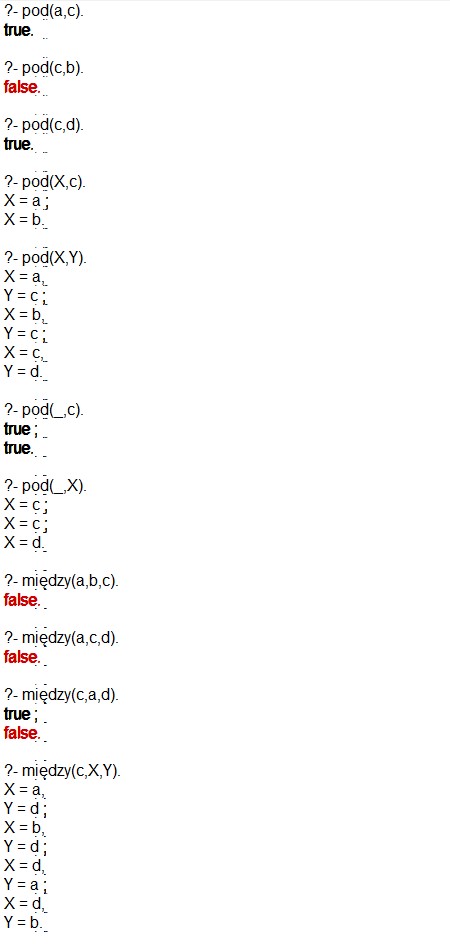 ?- pod(a,c).
true.
?- pod(c,b).
false.
?- pod(c,d).
true.
?- pod(X,c).
X = a ;
X = b.
?- pod(X,Y).
X = a,
Y = c ;
X = b,
Y = c ;
X = c,
Y = d.
?- pod(_,c).
true ;
true.
?- pod(_,X).
X = c ;
X = c ;
X = d.
?- między(a,b,c).
false.
?- między(a,c,d).
false.
?- między(c,a,d).
true ;
false.
?- między(c,X,Y).
X = a,
Y = d ;
X = b,
Y = d ;
X = d,
Y = a ;
X = d,
Y = b.